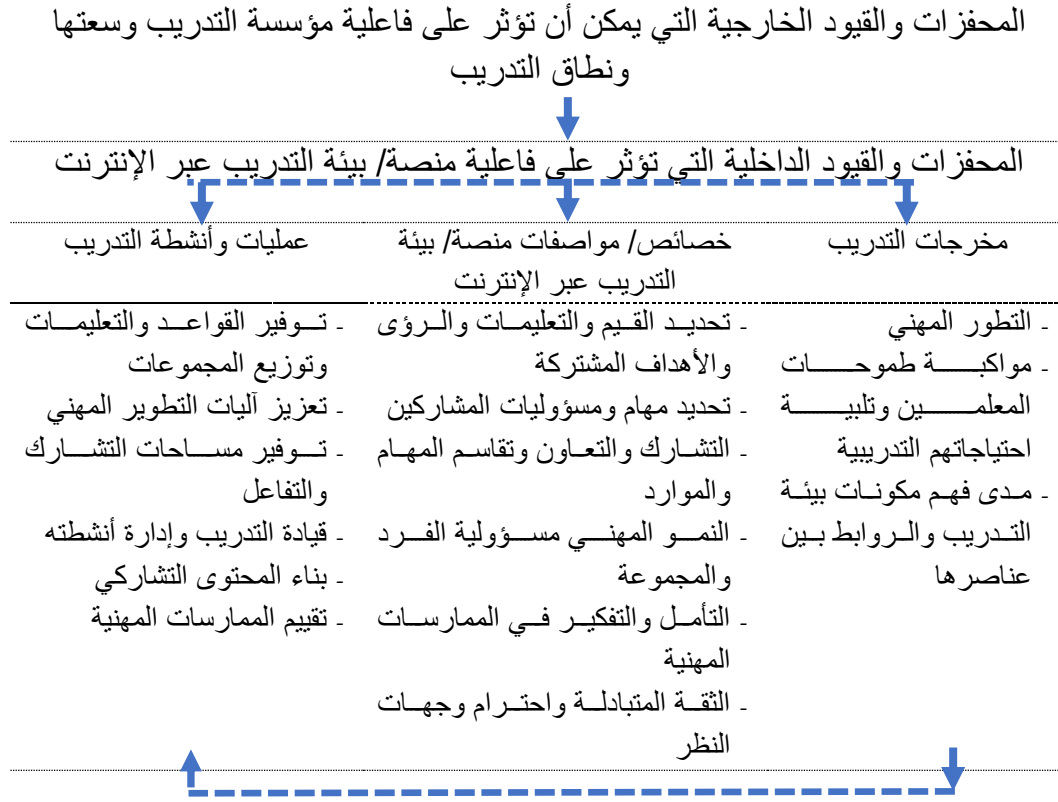 المحفزات والقيود الخارجية التي يمكن أن تؤثر على فاعلية مؤسسة التدريب وسعتها
ونطاق التدريب
المحفزات والقيود الداخلية التي تؤثر على فاعلية منصة/ بيئة التدريب عبر الإنترنت
مخرجات التدريب
خصائص/ مواصفات منصة/ بيئة
التدريب عبر الإنترنت
عمليات وأنشطة التدريب
- التطور المهني
- مواكبة طموحات
المعلمين وتلبية
احتياجاتهم التدريبية
- مدى فهم مكونات بيئة
التدريب والروابط بين
عناصرها
- تحديد القيم والتعليمات والرؤى
والأهداف المشتركة
- تحديد مهام ومسؤوليات المشاركين
- التشارك والتعاون وتقاسم المهام
والموارد
- النمو المهني مسؤولية الفرد
والمجموعة
- التأمل والتفكير في الممارسات
المهنية
- الثقة المتبادلة واحترام وجهات
النظر
- توفير القواعد والتعليمات
وتوزيع المجموعات
- تعزيز آليات التطوير المهني
- توفير مساحات التشارك
والتفاعل
- قيادة التدريب وإدارة أنشطته
- بناء المحتوى التشاركي
- تقييم الممارسات المهنية